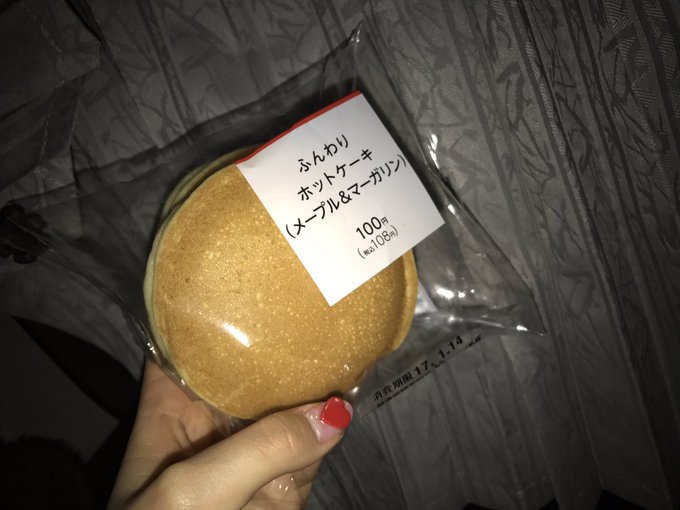 ふんわり
ホットケーキ
(メープル&マーガリン)
100円
(税込108円)
消費期限 17.1.14